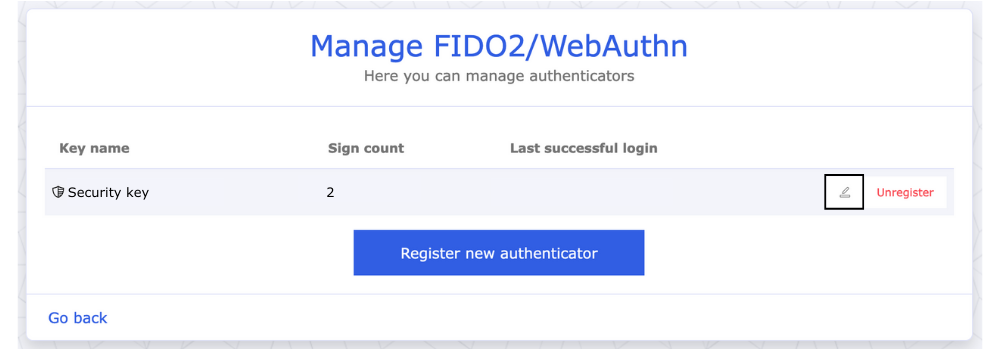 Manage FIDO2/WebAuthn
Here you can manage authenticators
Key name Sign count Last successful login
Security key 2 Unregister
Register new authenticator
Go back